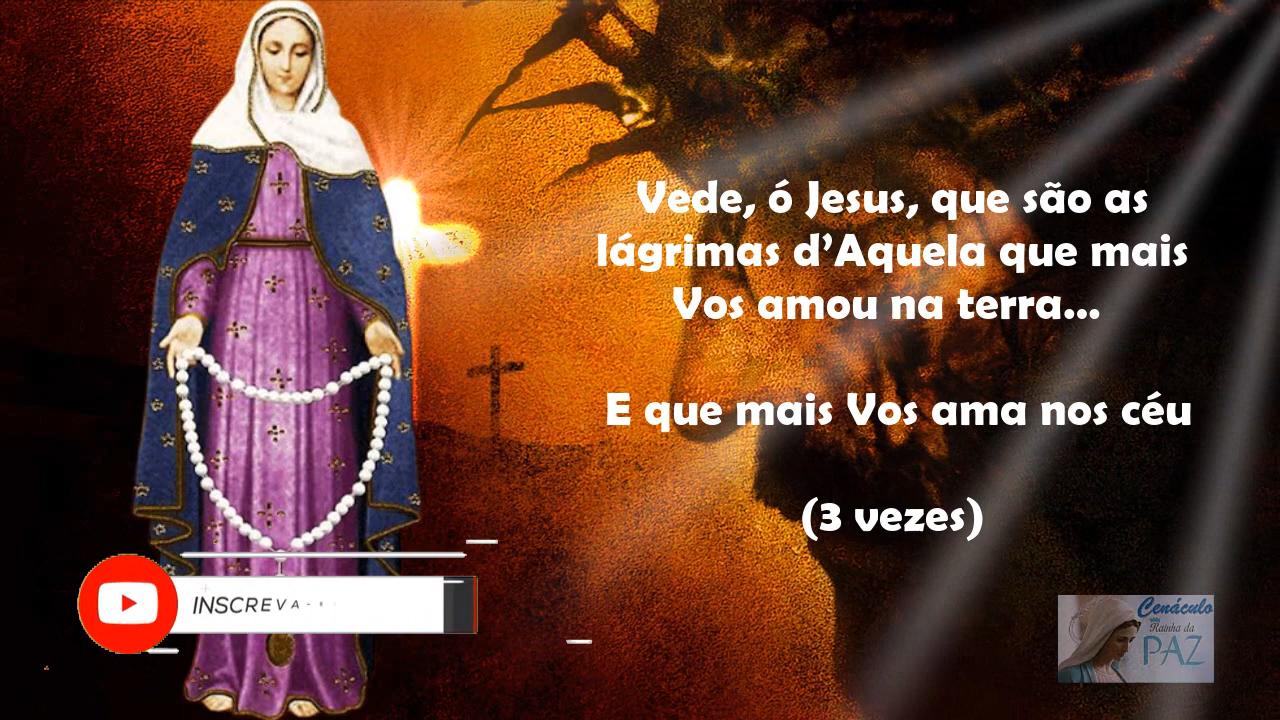 Vede, ó Jesus, que são as
lágrimas d’Aquela que mais
Vos amou na terra...
E que mais Vos ama nos céu
(3 vezes)
INSCREVA-
Cenáculo
Rainha da
PAZ